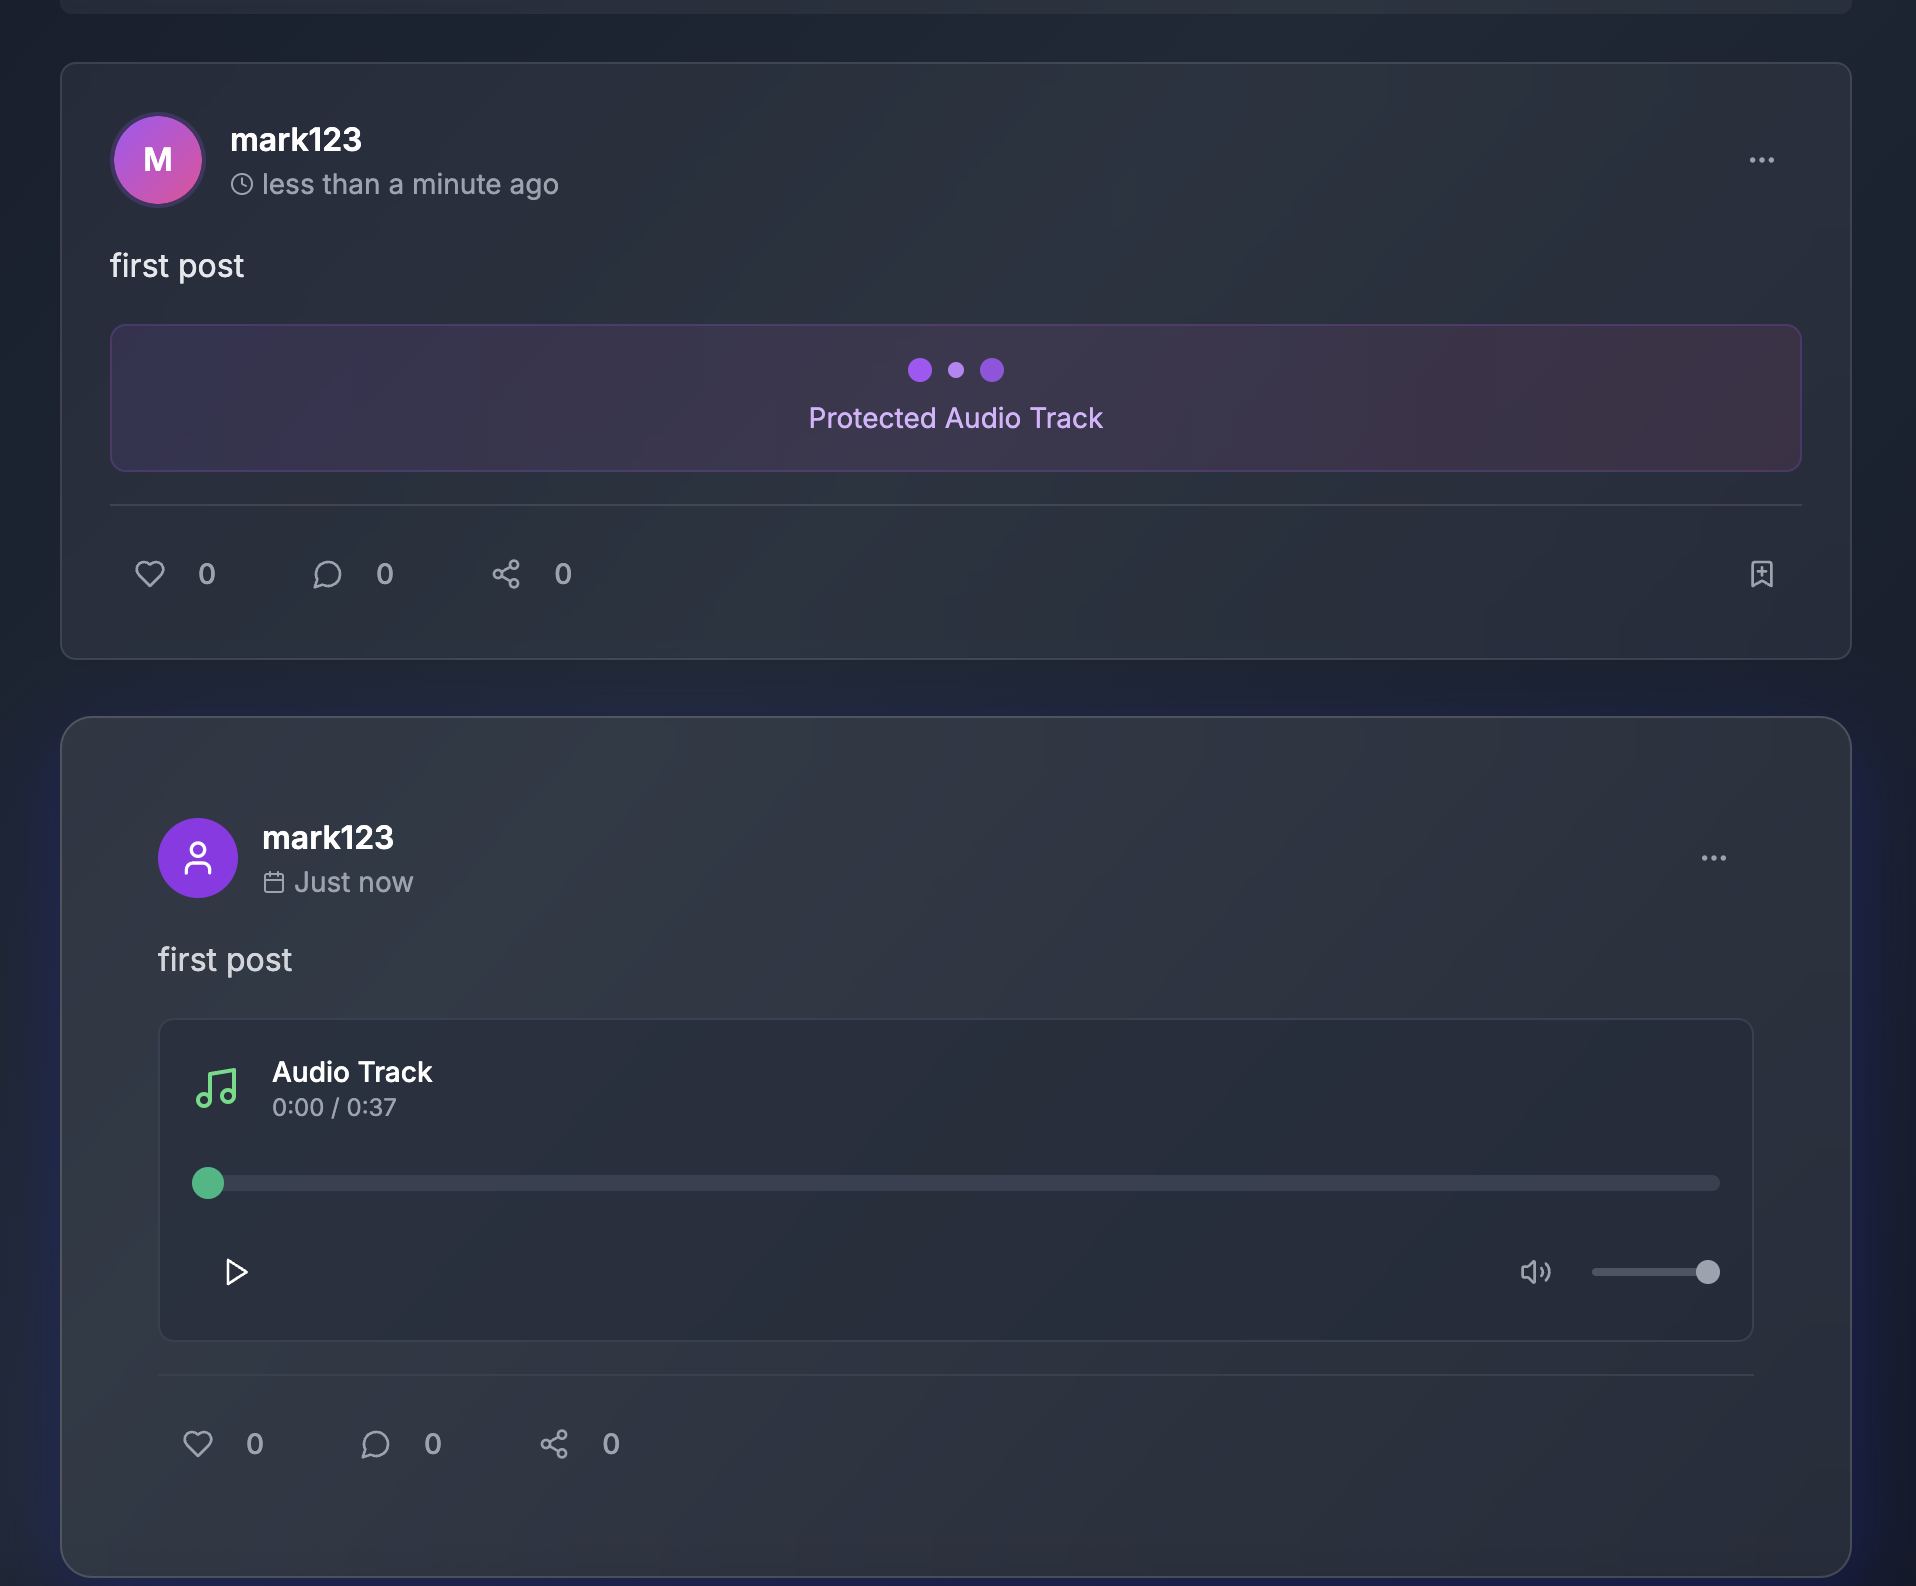 M
mark123
less than a minute ago
first post
Protected Audio Track
0 0 0
mark123
Just now
first post
Audio Track
0:00 / 0:37
0 0 0